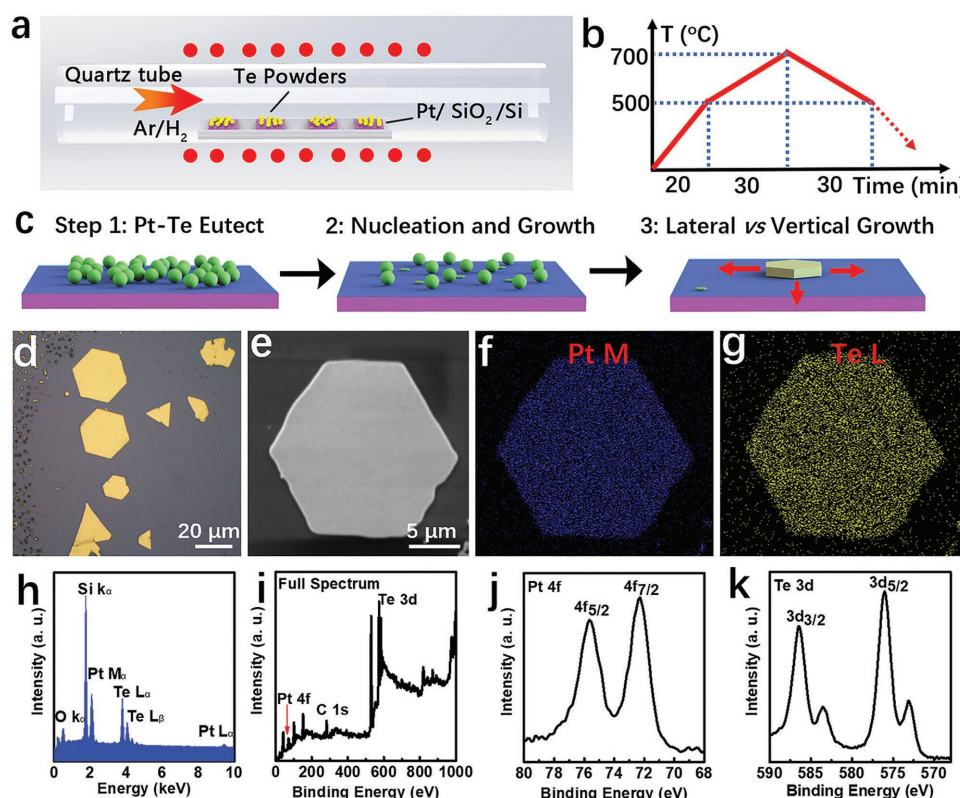 a
Quartz tube
Te Powders
Ar/H2
Pt/ SiO2/Si
b
T (oC)
700
500
20
30
30
Time (min)
c
Step 1: Pt-Te Eutect
2: Nucleation and Growth
3: Lateral vs Vertical Growth
d
20 μm
e
5 μm
f
Pt M
g
Te L
h
Si kα
Pt Mα
Te Lα
O kα
Te Lβ
Pt Lα
Intensity (a. u.)
0 2 4 6 8 10
Energy (keV)
i
Full Spectrum
Te 3d
Pt 4f
C 1s
Intensity (a. u.)
0 200 400 600 800 1000
Binding Energy (eV)
j
Pt 4f
4f7/2
4f5/2
Intensity (a. u.)
80 78 76 74 72 70 68
Binding Energy (eV)
k
Te 3d
3d5/2
3d3/2
Intensity (a. u.)
590 585 580 575 570
Binding Energy (eV)